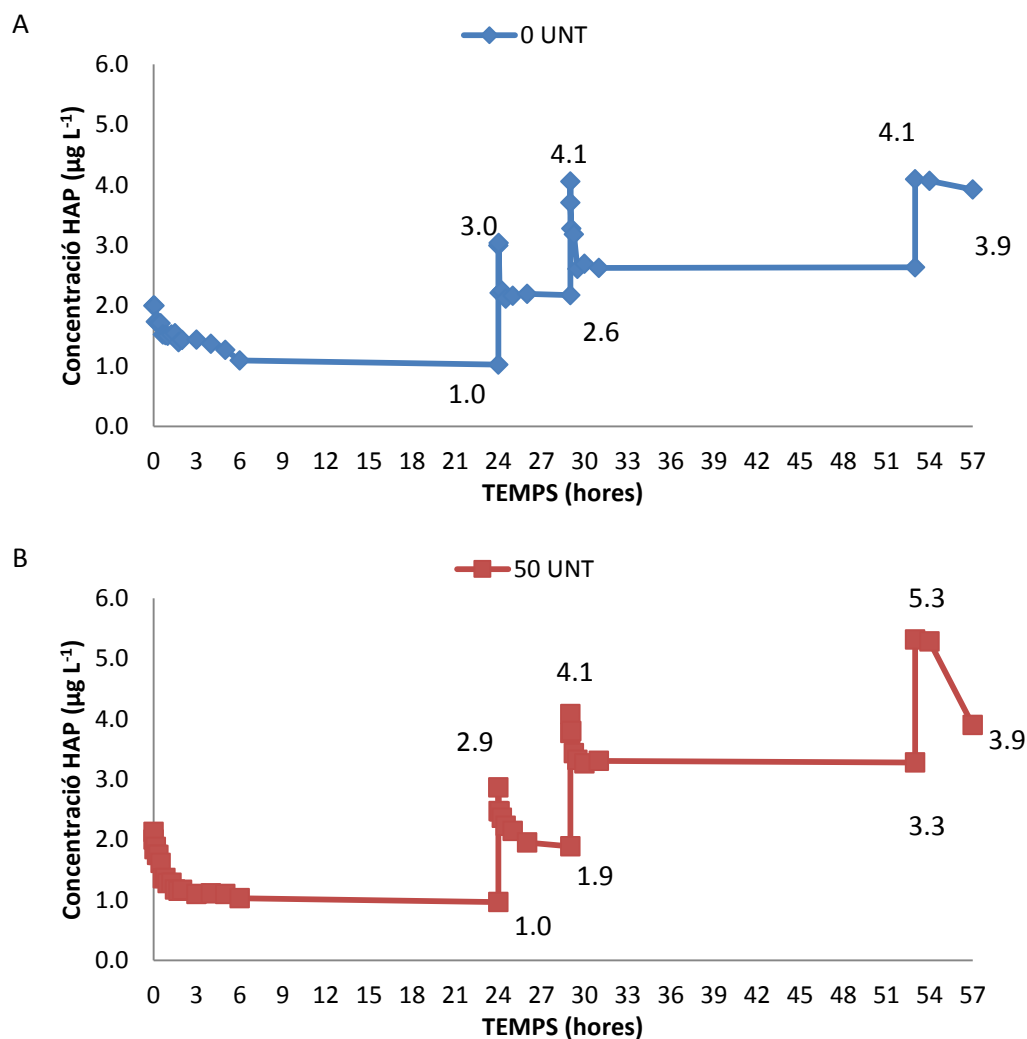 A
0 UNT
6.0
5.0
4.0
3.0
2.0
1.0
0.0
Concentració HAP (µg L-1)
3.0
4.1
4.1
1.0
2.6
3.9
0 3 6 9 12 15 18 21 24 27 30 33 36 39 42 45 48 51 54 57
TEMPS (hores)
B
50 UNT
6.0
5.0
4.0
3.0
2.0
1.0
0.0
Concentració HAP (µg L-1)
2.9
4.1
5.3
1.0
1.9
3.3
3.9
0 3 6 9 12 15 18 21 24 27 30 33 36 39 42 45 48 51 54 57
TEMPS (hores)